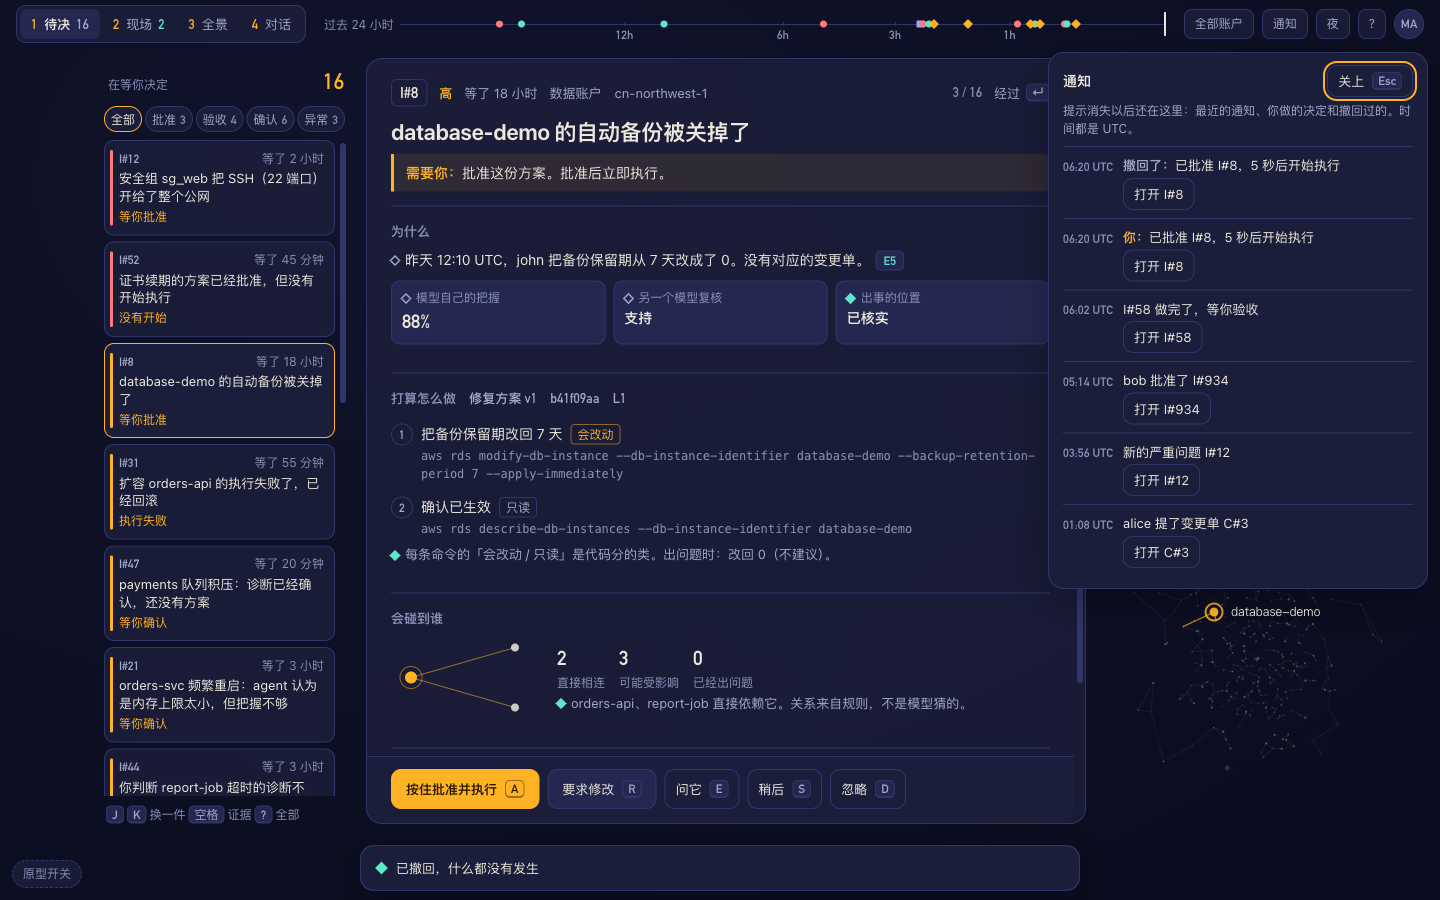 1 待决 16 2 现场 2 3 全景 4 对话
过去 24 小时
12h 6h 3h 1h
全部账户 通知 夜 ? MA
在等你决定 16
全部 批准 3 验收 4 确认 6 异常 3
I#12 等了 2 小时
安全组 sg_web 把 SSH（22 端口）
开给了整个公网
等你批准
I#52 等了 45 分钟
证书续期的方案已经批准，但没有
开始执行
没有开始
I#8 等了 18 小时
database-demo 的自动备份被关掉
了
等你批准
I#31 等了 55 分钟
扩容 orders-api 的执行失败了，已
经回滚
执行失败
I#47 等了 20 分钟
payments 队列积压：诊断已经确
认，还没有方案
等你确认
I#21 等了 3 小时
orders-svc 频繁重启：agent 认为
是内存上限太小，但把握不够
等你确认
I#44 等了 3 小时
你判断 report-job 超时的诊断不
J K 换一件 空格 证据 ? 全部
原型开关
I#8 高 等了 18 小时 数据账户 cn-northwest-1 3 / 16 经过 ↵
database-demo 的自动备份被关掉了
需要你：批准这份方案。批准后立即执行。
为什么
昨天 12:10 UTC，john 把备份保留期从 7 天改成了 0。没有对应的变更单。 E5
模型自己的把握
88%
另一个模型复核
支持
出事的位置
已核实
打算怎么做 修复方案 v1 b41f09aa L1
1 把备份保留期改回 7 天 会改动
aws rds modify-db-instance --db-instance-identifier database-demo --backup-retention-
period 7 --apply-immediately
2 确认已生效 只读
aws rds describe-db-instances --db-instance-identifier database-demo
每条命令的「会改动 / 只读」是代码分的类。出问题时：改回 0（不建议）。
会碰到谁
2 3 0
直接相连 可能受影响 已经出问题
orders-api、report-job 直接依赖它。关系来自规则，不是模型猜的。
按住批准并执行 A 要求修改 R 问它 E 稍后 S 忽略 D
已撤回，什么都没有发生
通知 关上 Esc
提示消失以后还在这里：最近的通知、你做的决定和撤回过的。时
间都是 UTC。
06:20 UTC 撤回了：已批准 I#8，5 秒后开始执行
打开 I#8
06:20 UTC 你：已批准 I#8，5 秒后开始执行
打开 I#8
06:02 UTC I#58 做完了，等你验收
打开 I#58
05:14 UTC bob 批准了 I#934
打开 I#934
03:56 UTC 新的严重问题 I#12
打开 I#12
01:08 UTC alice 提了变更单 C#3
打开 C#3
database-demo